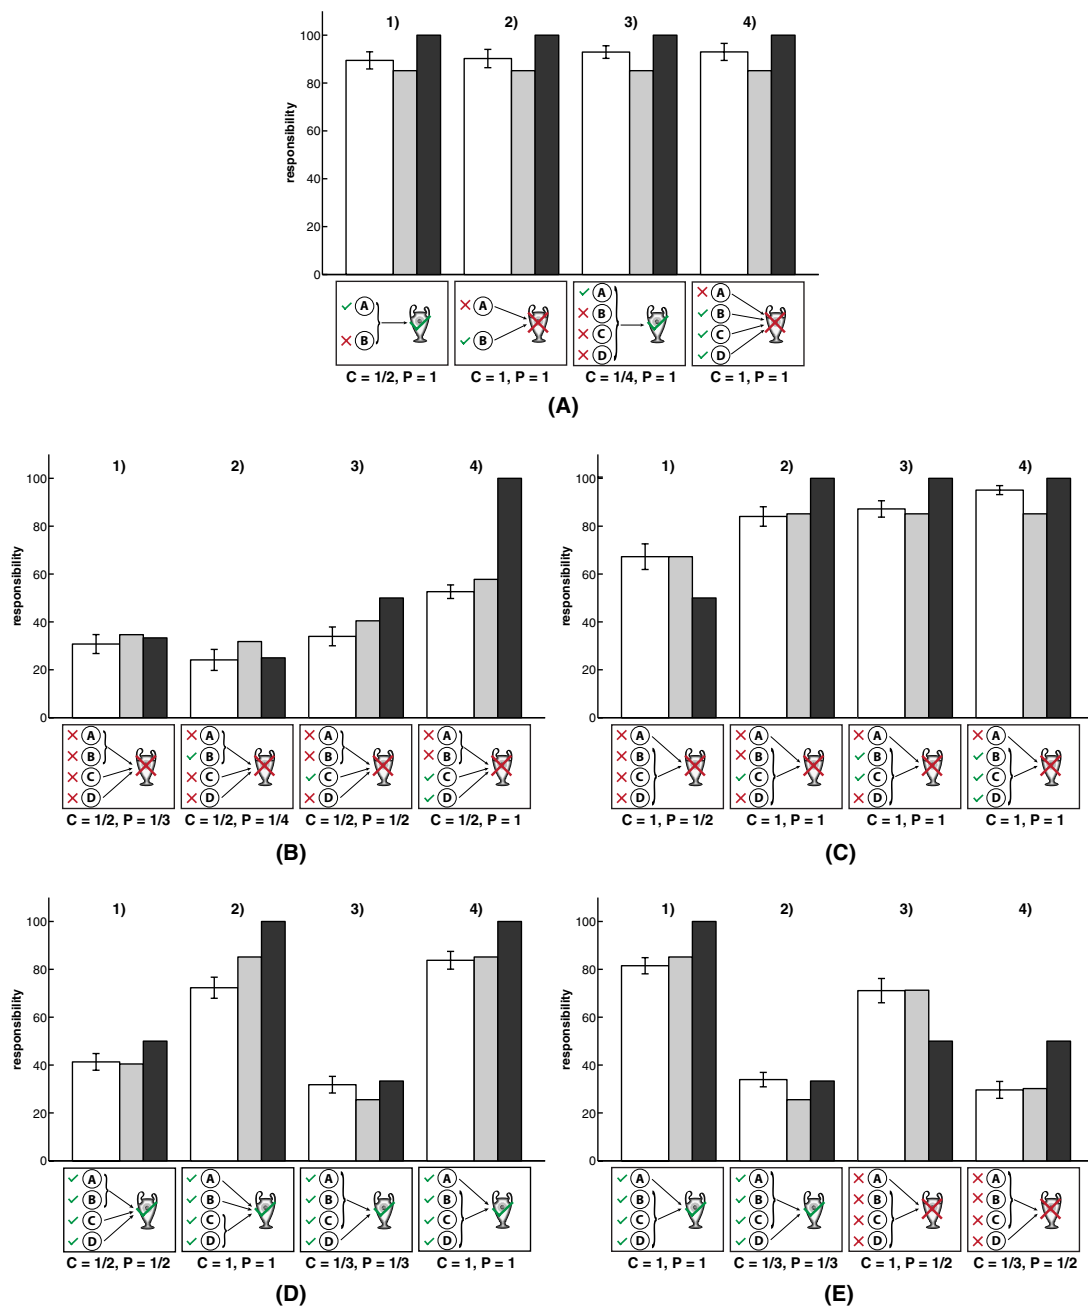 1) 2) 3) 4)
100
80
60
40
20
0
responsibility
A A A A
B B B B
C C
D D
C = 1/2, P = 1 C = 1, P = 1 C = 1/4, P = 1 C = 1, P = 1
(A)
1) 2) 3) 4)
100
80
60
40
20
0
responsibility
A A A A
B B B B
C C C C
D D D D
C = 1/2, P = 1/3 C = 1/2, P = 1/4 C = 1/2, P = 1/2 C = 1/2, P = 1
(B)
1) 2) 3) 4)
100
80
60
40
20
0
responsibility
A A A A
B B B B
C C C C
D D D D
C = 1, P = 1/2 C = 1, P = 1 C = 1, P = 1 C = 1, P = 1
(C)
1) 2) 3) 4)
100
80
60
40
20
0
responsibility
A A A A
B B B B
C C C C
D D D D
C = 1/2, P = 1/2 C = 1, P = 1 C = 1/3, P = 1/3 C = 1, P = 1
(D)
1) 2) 3) 4)
100
80
60
40
20
0
responsibility
A A A A
B B B B
C C C C
D D D D
C = 1, P = 1 C = 1/3, P = 1/3 C = 1, P = 1/2 C = 1/3, P = 1/2
(E)